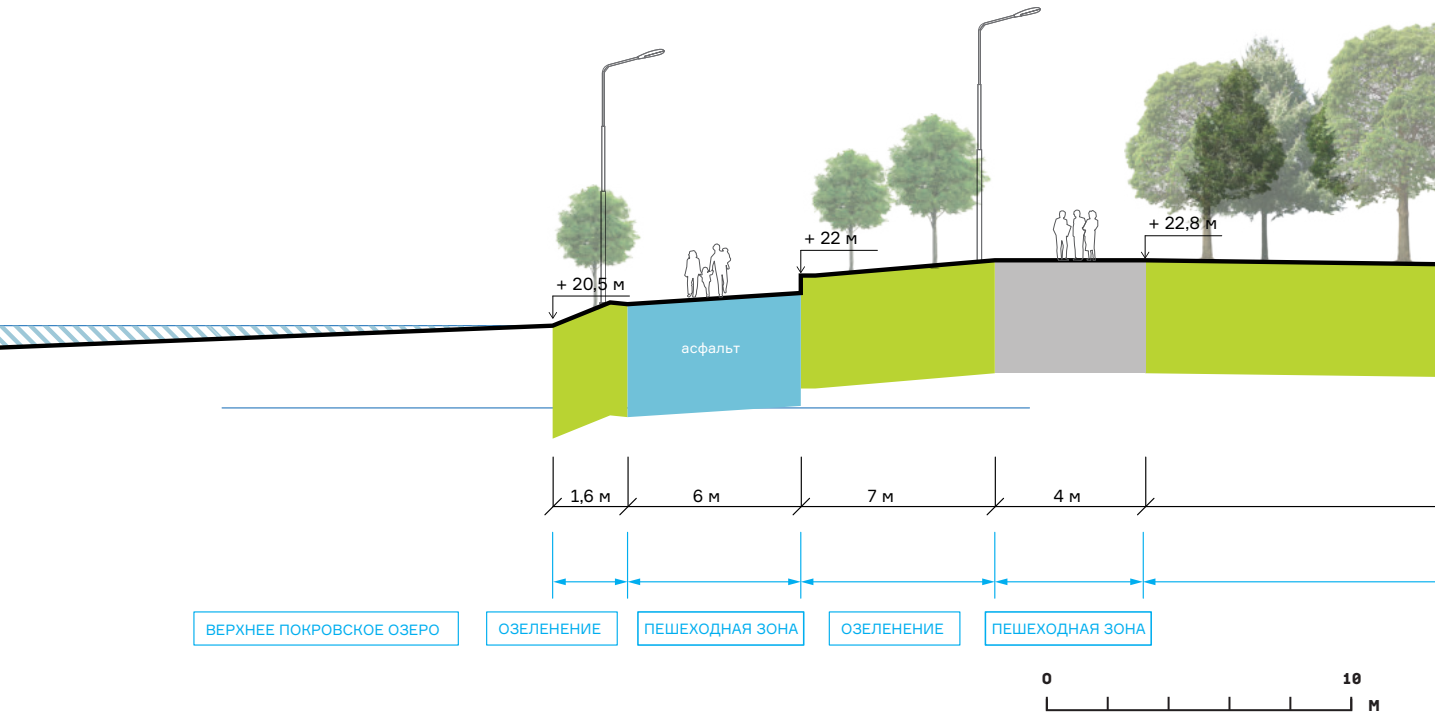 + 22,8 м
+ 22 м
+ 20,5 м
асфальт
1,6 м
6 м
7 м
4 м
ВЕРХНЕЕ ПОКРОВСКОЕ ОЗЕРО
ОЗЕЛЕНЕНИЕ
ПЕШЕХОДНАЯ ЗОНА
ОЗЕЛЕНЕНИЕ
ПЕШЕХОДНАЯ ЗОНА
0 10
М